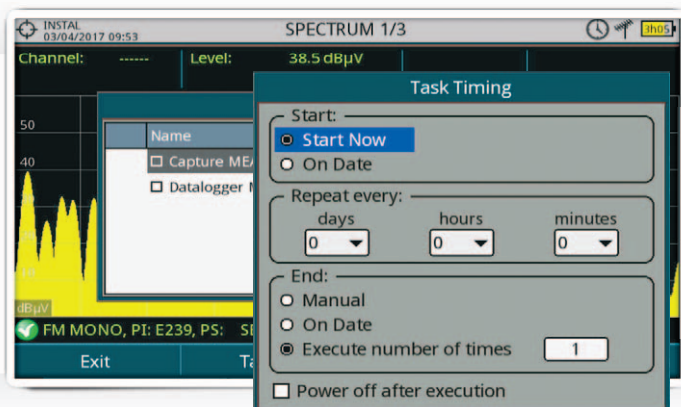 INSTAL
03/04/2017 09:53
SPECTRUM 1/3
3h05
Channel: ------ Level: 38.5 dBµV
50
40
dBµV
Name
Capture
Datalogger
Task Timing
Start:
Start Now
On Date
Repeat every:
days hours minutes
0 0 0
End:
Manual
On Date
Execute number of times 1
Power off after execution
FM MONO, PI: E239, PS:
Exit